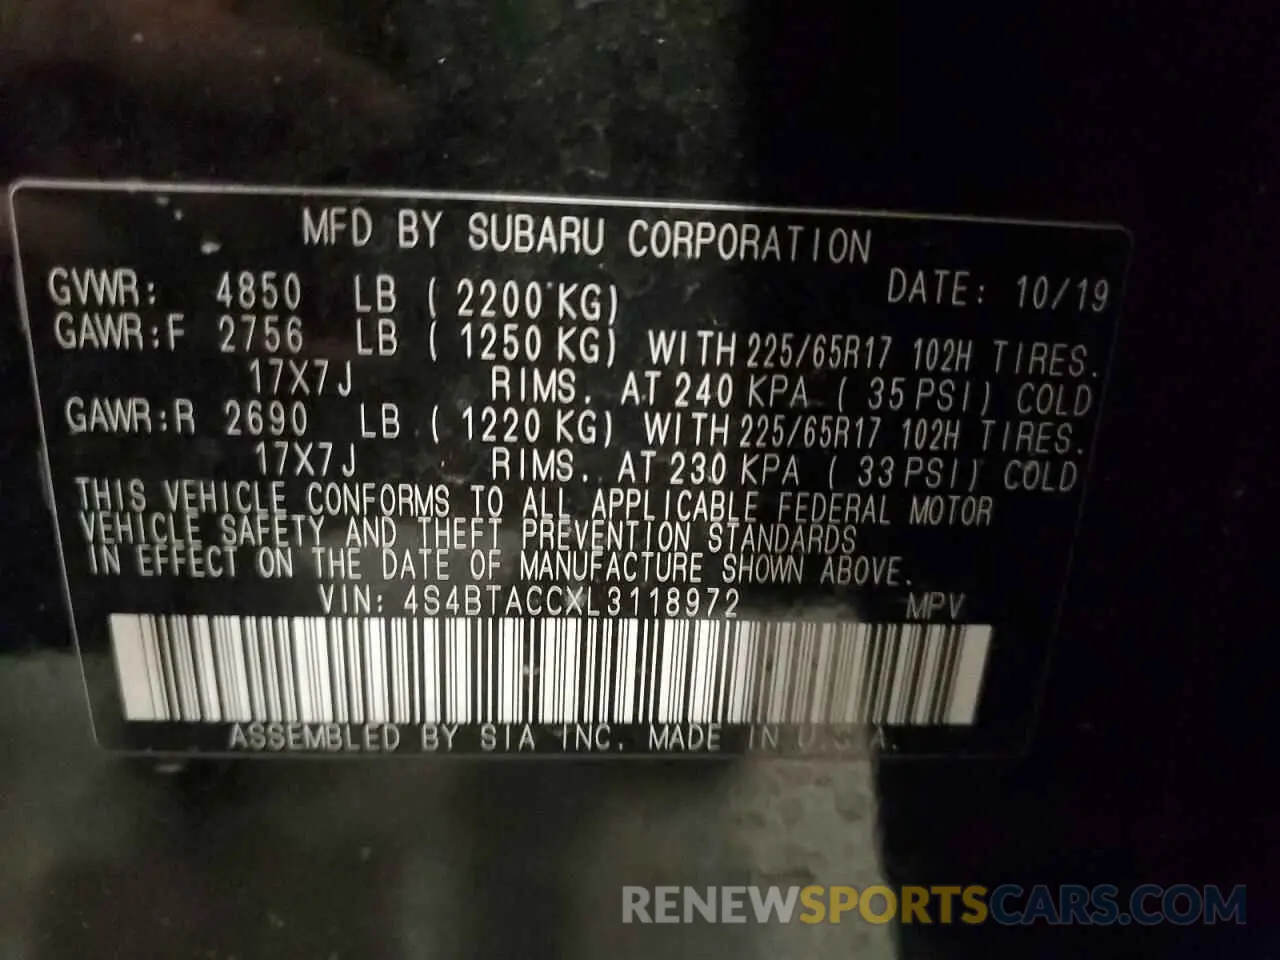 MFD BY SUBARU CORPORATION
GVWR: 4850 LB ( 2200 KG) DATE: 10/19
GAWR:F 2756 LB ( 1250 KG) WITH 225/65R17 102H TIRES.
17X7J RIMS. AT 240 KPA ( 35 PSI) COLD
GAWR:R 2690 LB ( 1220 KG) WITH 225/65R17 102H TIRES.
17X7J RIMS. AT 230 KPA ( 33 PSI) COLD
THIS VEHICLE CONFORMS TO ALL APPLICABLE FEDERAL MOTOR
VEHICLE SAFETY AND THEFT PREVENTION STANDARDS
IN EFFECT ON THE DATE OF MANUFACTURE SHOWN ABOVE.
VIN: 4S4BTACCXL3118972 MPV
ASSEMBLED BY SIA INC. MADE IN U.S.A.
RENEWSPORTSCARS.COM